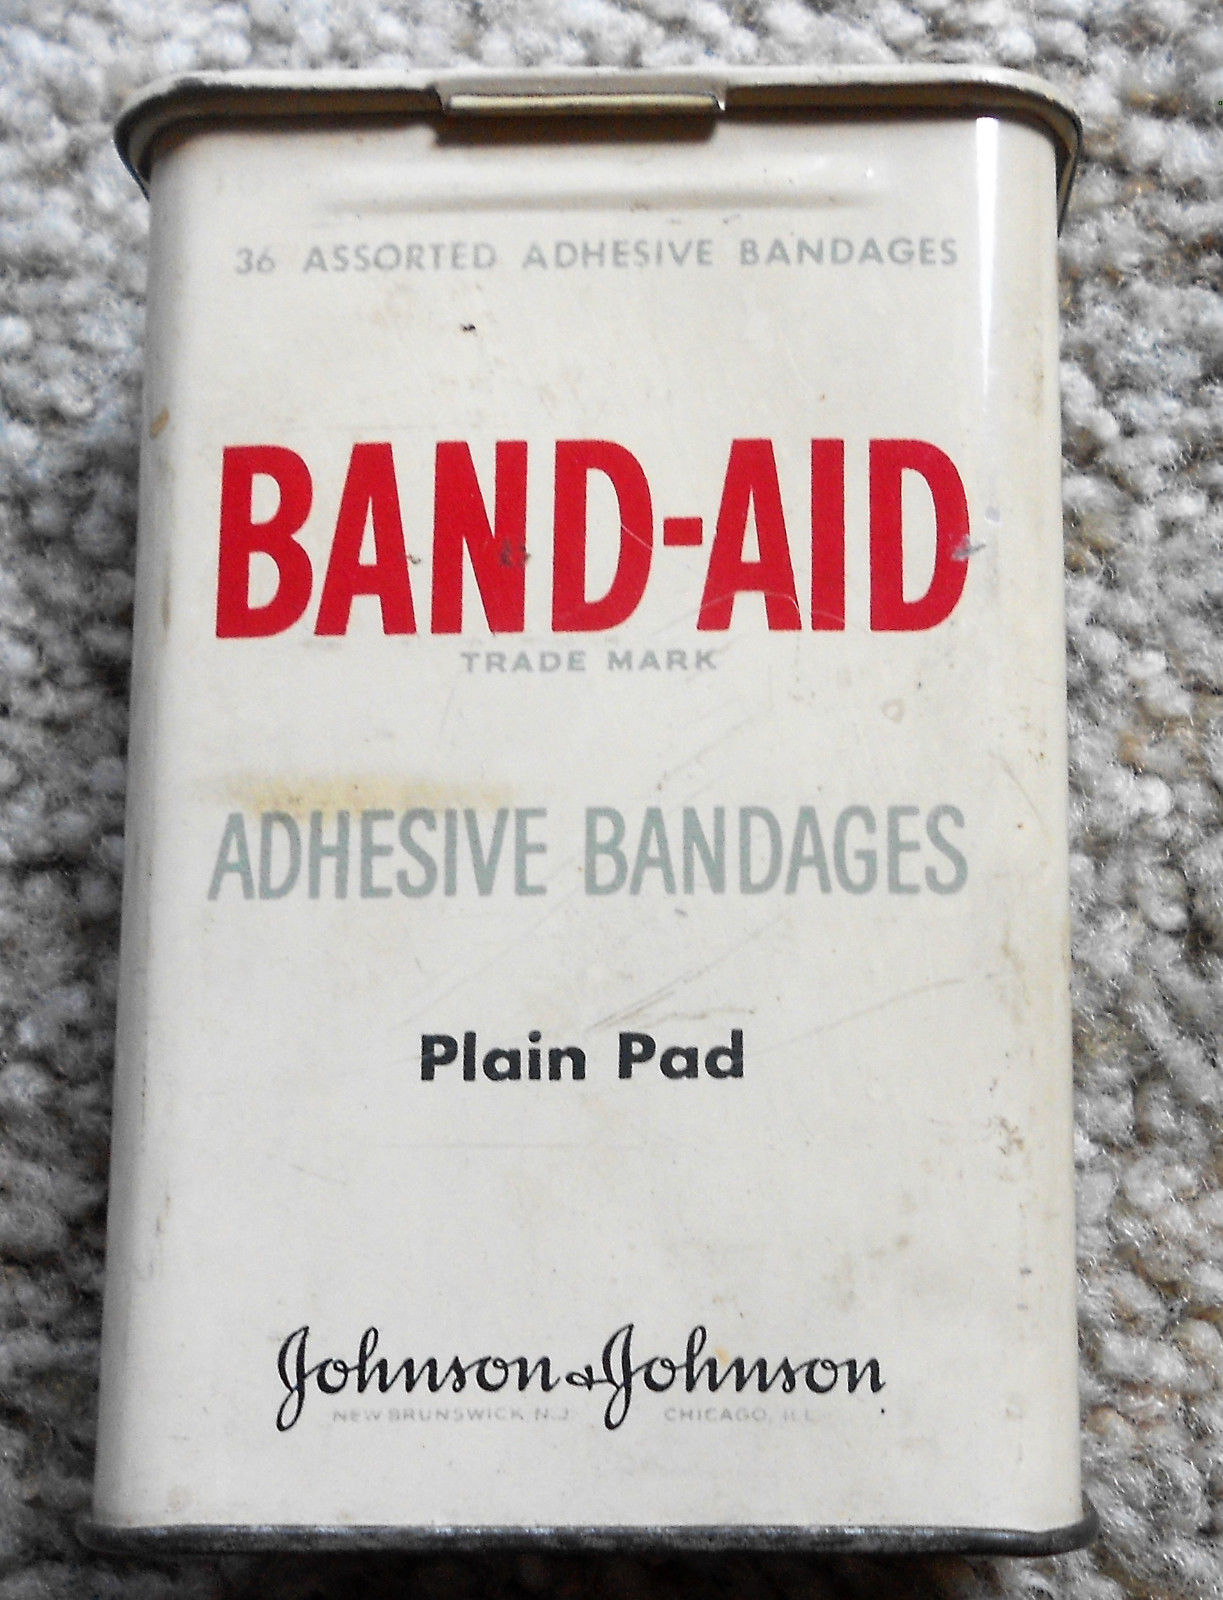 36 ASSORTED ADHESIVE BANDAGES
BAND-AID
TRADE MARK
ADHESIVE BANDAGES
Plain Pad
Johnson & Johnson
NEW BRUNSWICK, N.J. CHICAGO, ILL.